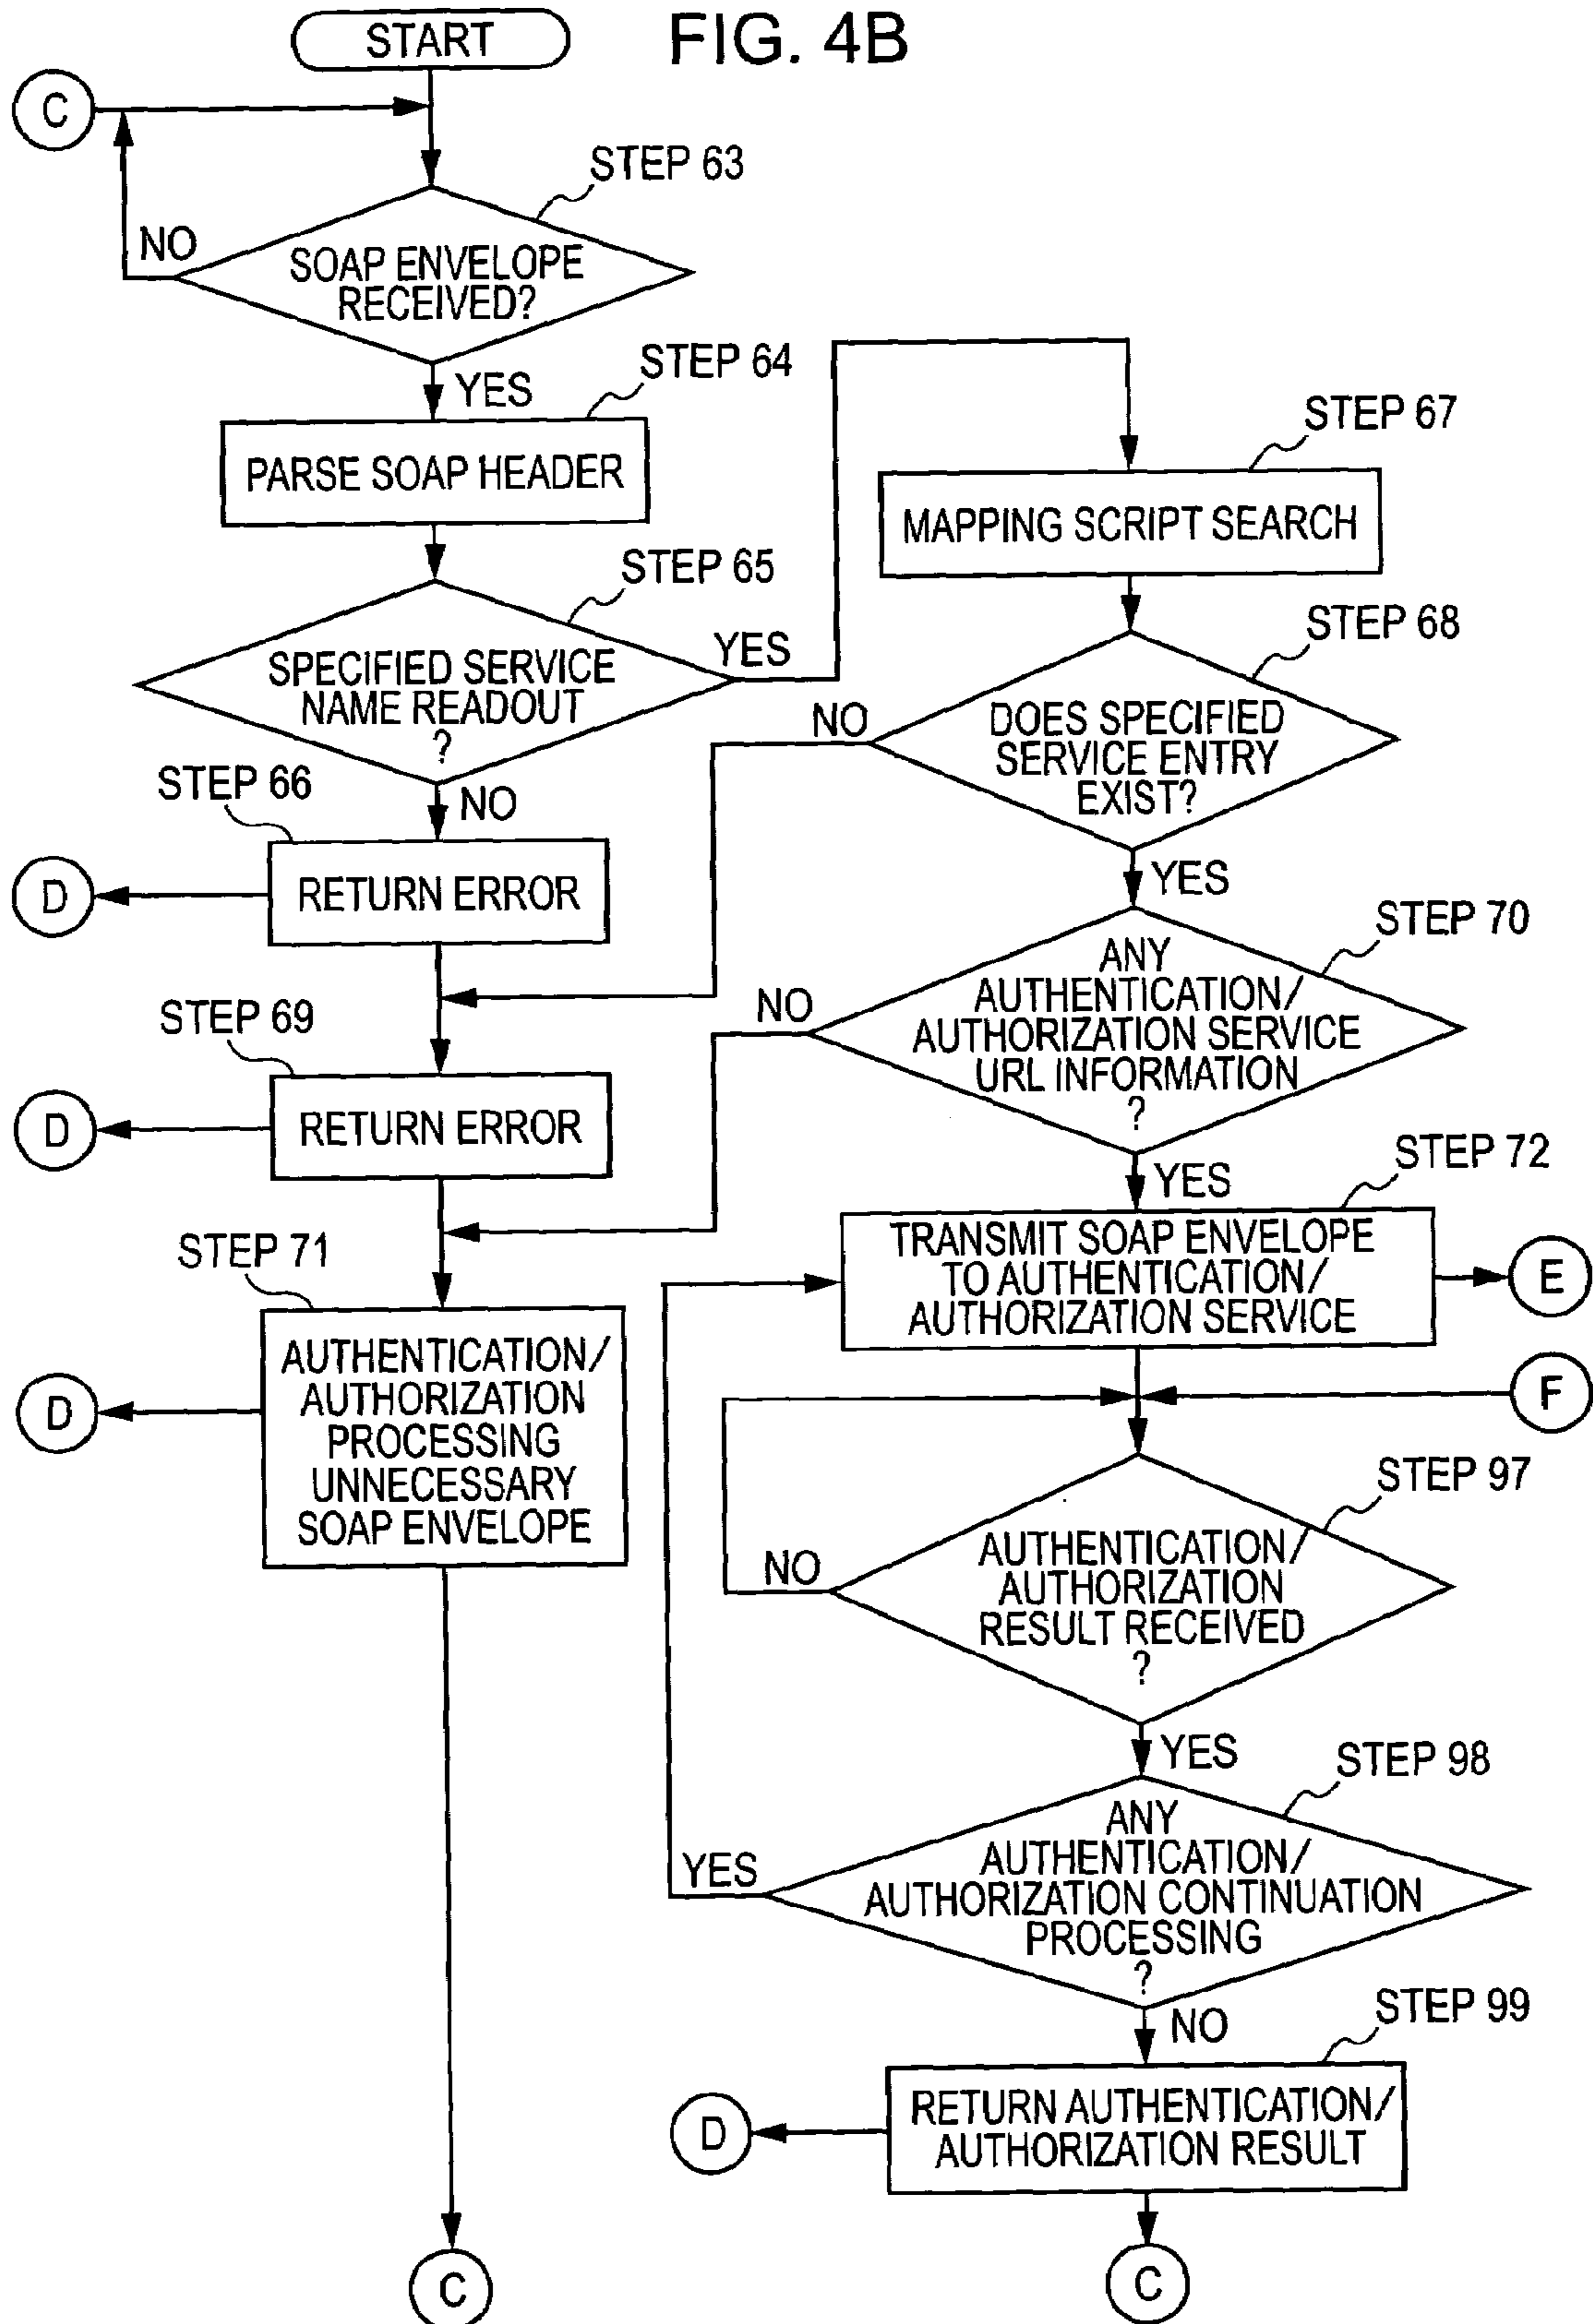 FIG. 4B
START
C
STEP 63
NO
SOAP ENVELOPE
RECEIVED?
YES
STEP 64
PARSE SOAP HEADER
STEP 65
SPECIFIED SERVICE
NAME READOUT
?
YES
NO
STEP 66
RETURN ERROR
D
STEP 69
RETURN ERROR
D
STEP 71
AUTHENTICATION/
AUTHORIZATION
PROCESSING
UNNECESSARY
SOAP ENVELOPE
D
C
STEP 67
MAPPING SCRIPT SEARCH
STEP 68
NO
DOES SPECIFIED
SERVICE ENTRY
EXIST?
YES
STEP 70
NO
ANY
AUTHENTICATION/
AUTHORIZATION SERVICE
URL INFORMATION
?
YES
STEP 72
TRANSMIT SOAP ENVELOPE
TO AUTHENTICATION/
AUTHORIZATION SERVICE
E
F
STEP 97
NO
AUTHENTICATION/
AUTHORIZATION
RESULT RECEIVED
?
YES
STEP 98
YES
ANY
AUTHENTICATION/
AUTHORIZATION CONTINUATION
PROCESSING
?
NO
STEP 99
RETURN AUTHENTICATION/
AUTHORIZATION RESULT
D
C